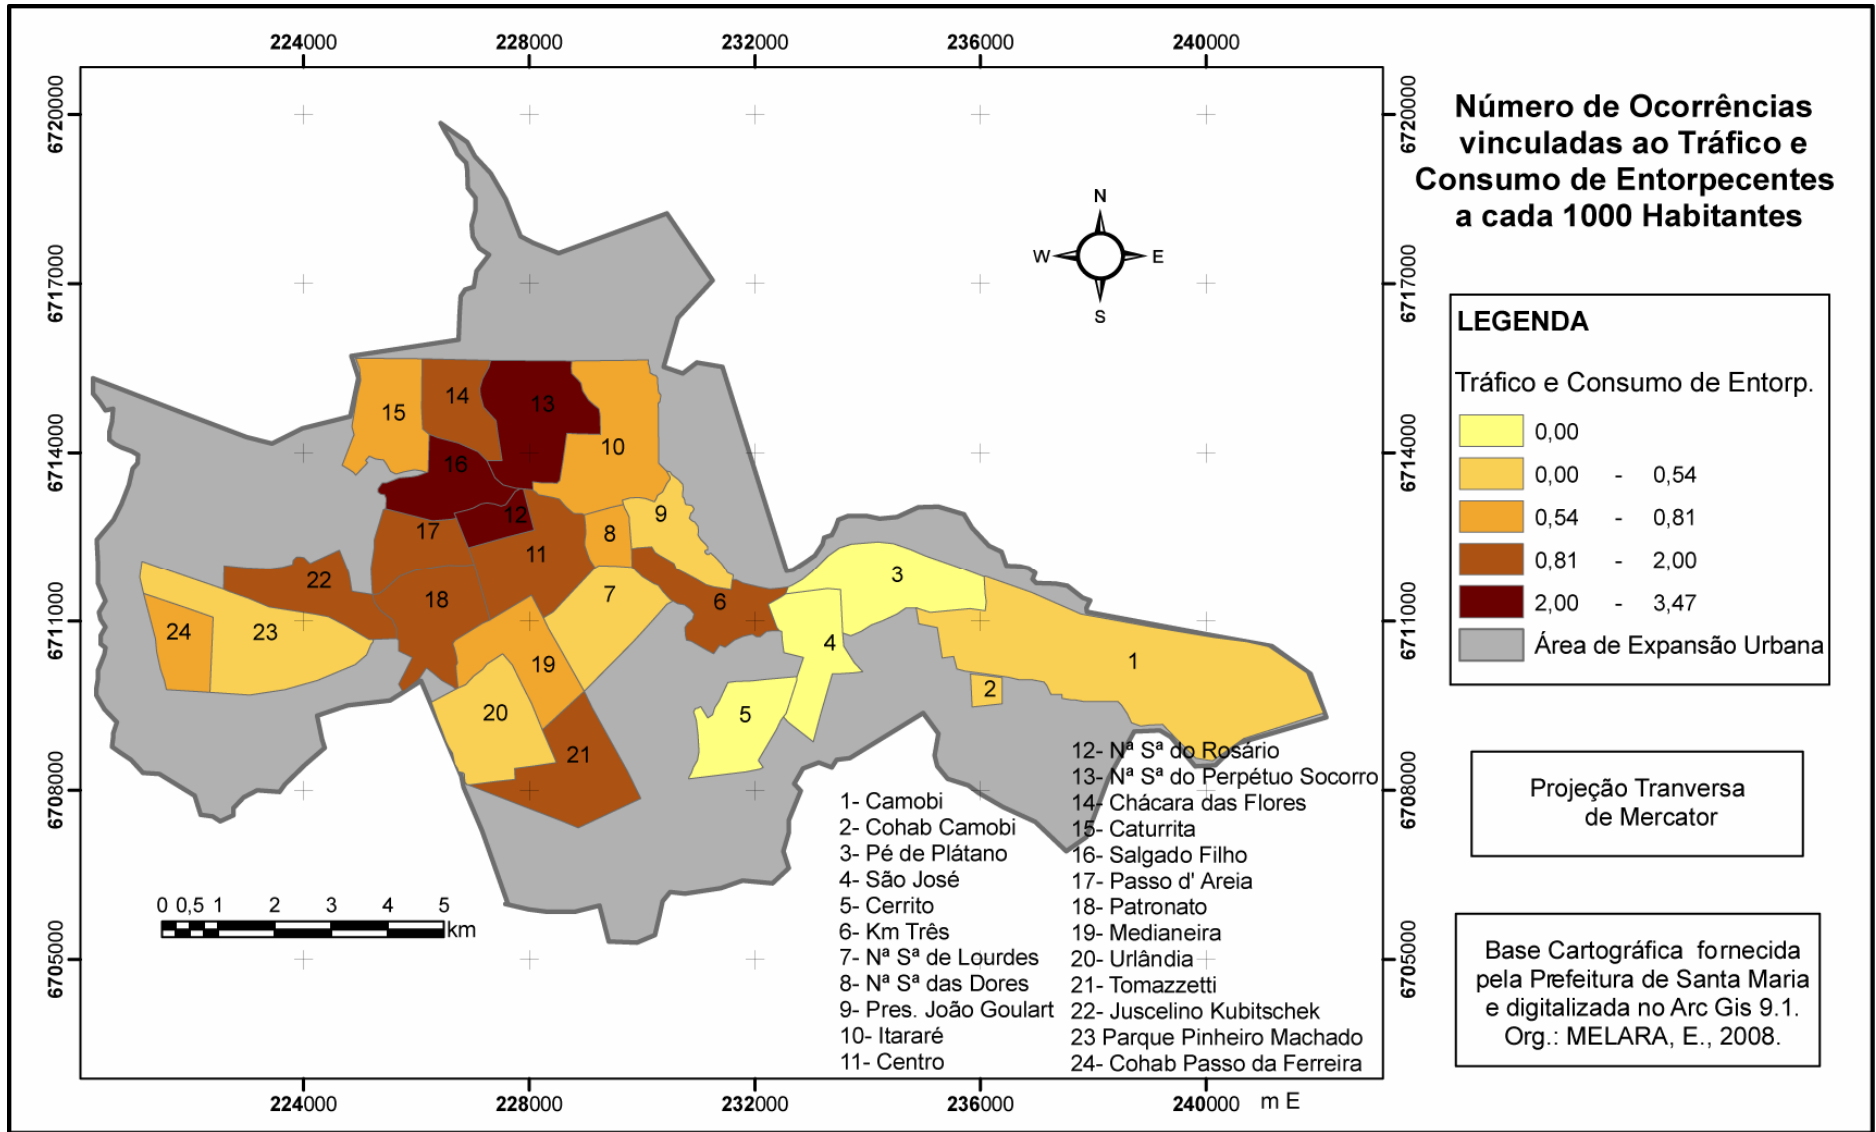 224000 228000 232000 236000 240000
6720000
6717000
6714000
6711000
6708000
6705000
6720000
6717000
6714000
6711000
6708000
6705000
Número de Ocorrências
vinculadas ao Tráfico e
Consumo de Entorpecentes
a cada 1000 Habitantes
N
W E
S
LEGENDA
Tráfico e Consumo de Entorp.
0,00
0,00 - 0,54
0,54 - 0,81
0,81 - 2,00
2,00 - 3,47
Área de Expansão Urbana
15
14
13
10
16
12
17
11
8
9
22
18
7
6
3
24
23
19
4
1
2
20
5
21
1- Camobi
2- Cohab Camobi
3- Pé de Plátano
4- São José
5- Cerrito
6- Km Três
7- Nª Sª de Lourdes
8- Nª Sª das Dores
9- Pres. João Goulart
10- Itararé
11- Centro
12- Nª Sª do Rosário
13- Nª Sª do Perpétuo Socorro
14- Chácara das Flores
15- Caturrita
16- Salgado Filho
17- Passo d' Areia
18- Patronato
19- Medianeira
20- Urlândia
21- Tomazzetti
22- Juscelino Kubitschek
23 Parque Pinheiro Machado
24- Cohab Passo da Ferreira
0 0,5 1 2 3 4 5
km
Projeção Tranversa
de Mercator
Base Cartográfica fornecida
pela Prefeitura de Santa Maria
e digitalizada no Arc Gis 9.1.
Org.: MELARA, E., 2008.
224000 228000 232000 236000 240000 m E